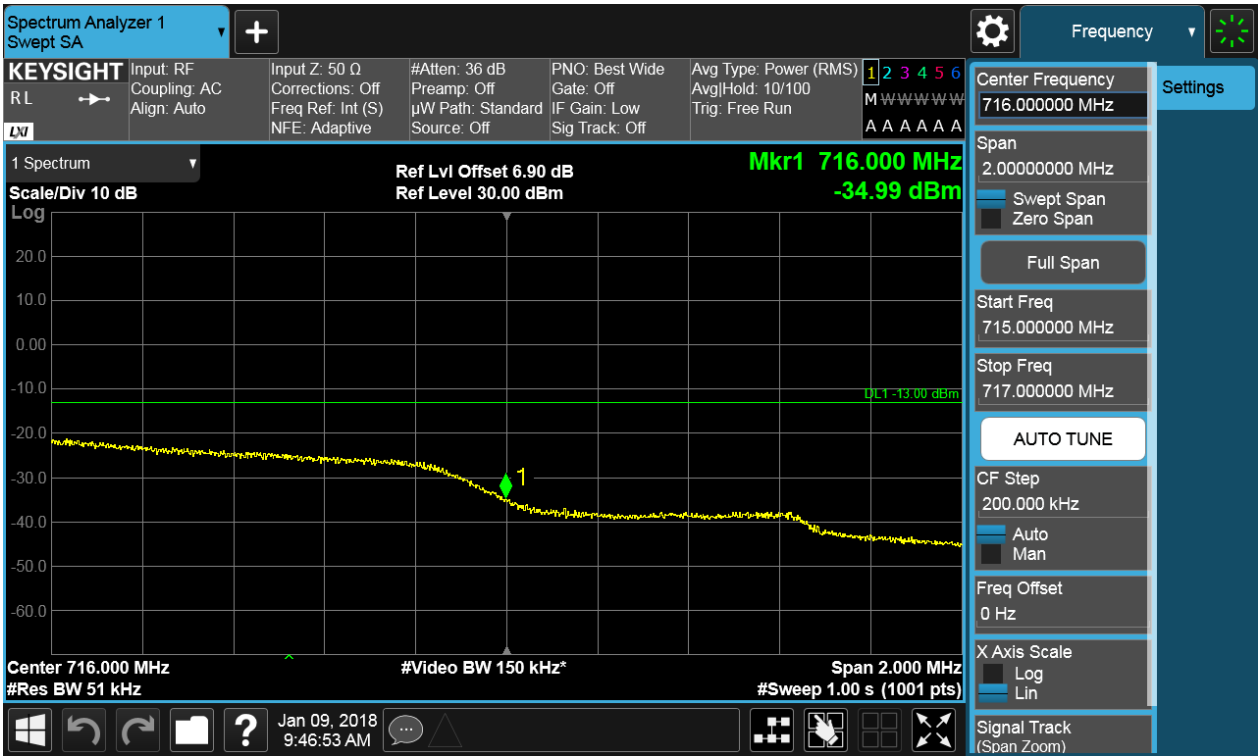 Spectrum Analyzer 1
Swept SA
Frequency
KEYSIGHT
RL
LXI
Input: RF
Coupling: AC
Align: Auto
Input Z: 50 Ω
Corrections: Off
Freq Ref: Int (S)
NFE: Adaptive
#Atten: 36 dB
Preamp: Off
µW Path: Standard
Source: Off
PNO: Best Wide
Gate: Off
IF Gain: Low
Sig Track: Off
Avg Type: Power (RMS)
Avg|Hold: 10/100
Trig: Free Run
1 2 3 4 5 6
M W W W W W
A A A A A A
1 Spectrum
Scale/Div 10 dB
Log
Ref Lvl Offset 6.90 dB
Ref Level 30.00 dBm
Mkr1 716.000 MHz
-34.99 dBm
20.0
10.0
0.00
-10.0
-20.0
-30.0
-40.0
-50.0
-60.0
DL1 -13.00 dBm
1
Center 716.000 MHz
#Res BW 51 kHz
#Video BW 150 kHz*
Span 2.000 MHz
#Sweep 1.00 s (1001 pts)
Center Frequency
716.000000 MHz
Span
2.00000000 MHz
Swept Span
Zero Span
Full Span
Start Freq
715.000000 MHz
Stop Freq
717.000000 MHz
AUTO TUNE
CF Step
200.000 kHz
Auto
Man
Freq Offset
0 Hz
X Axis Scale
Log
Lin
Signal Track
(Span Zoom)
Settings
?
Jan 09, 2018
9:46:53 AM